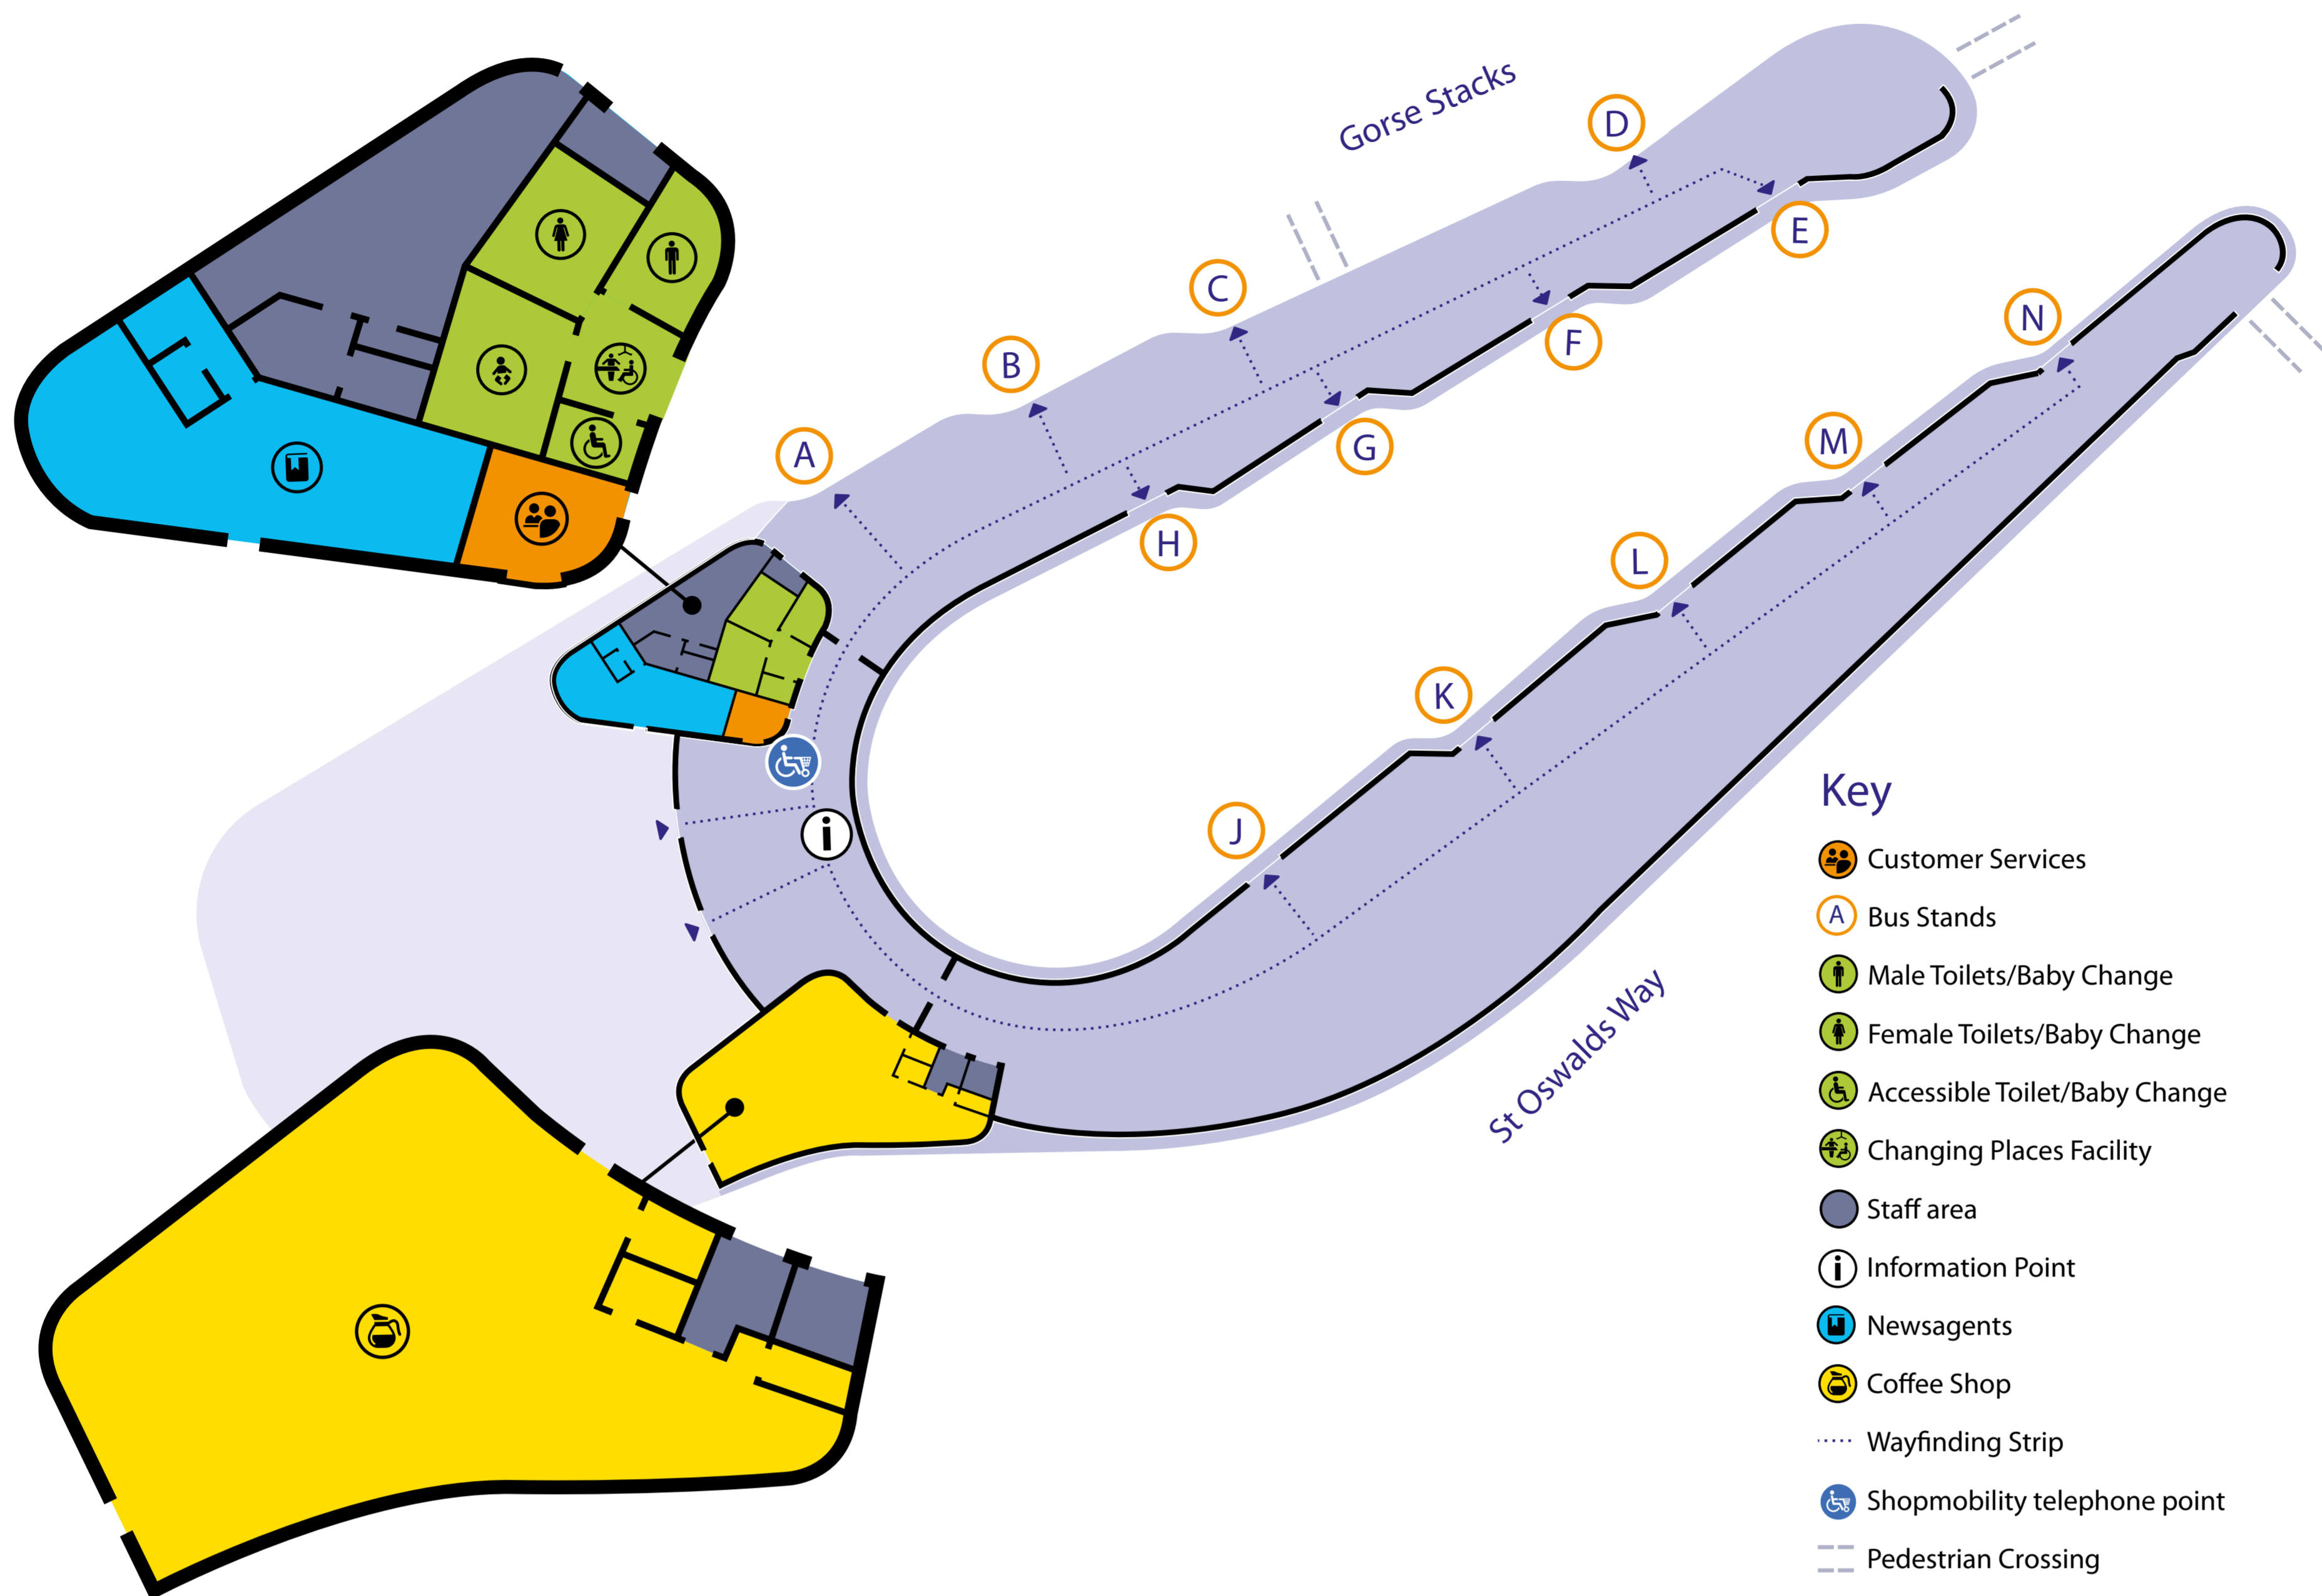 Gorse Stacks
D
E
C
N
F
B
M
G
A
H
L
K
J
i
St Oswalds Way
Key
Customer Services
A Bus Stands
Male Toilets/Baby Change
Female Toilets/Baby Change
Accessible Toilet/Baby Change
Changing Places Facility
Staff area
i Information Point
Newsagents
Coffee Shop
Wayfinding Strip
Shopmobility telephone point
Pedestrian Crossing